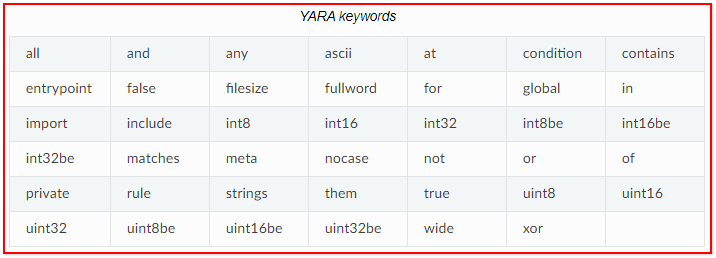 YARA keywords
all and any ascii at condition contains
entrypoint false filesize fullword for global in
import include int8 int16 int32 int8be int16be
int32be matches meta nocase not or of
private rule strings them true uint8 uint16
uint32 uint8be uint16be uint32be wide xor